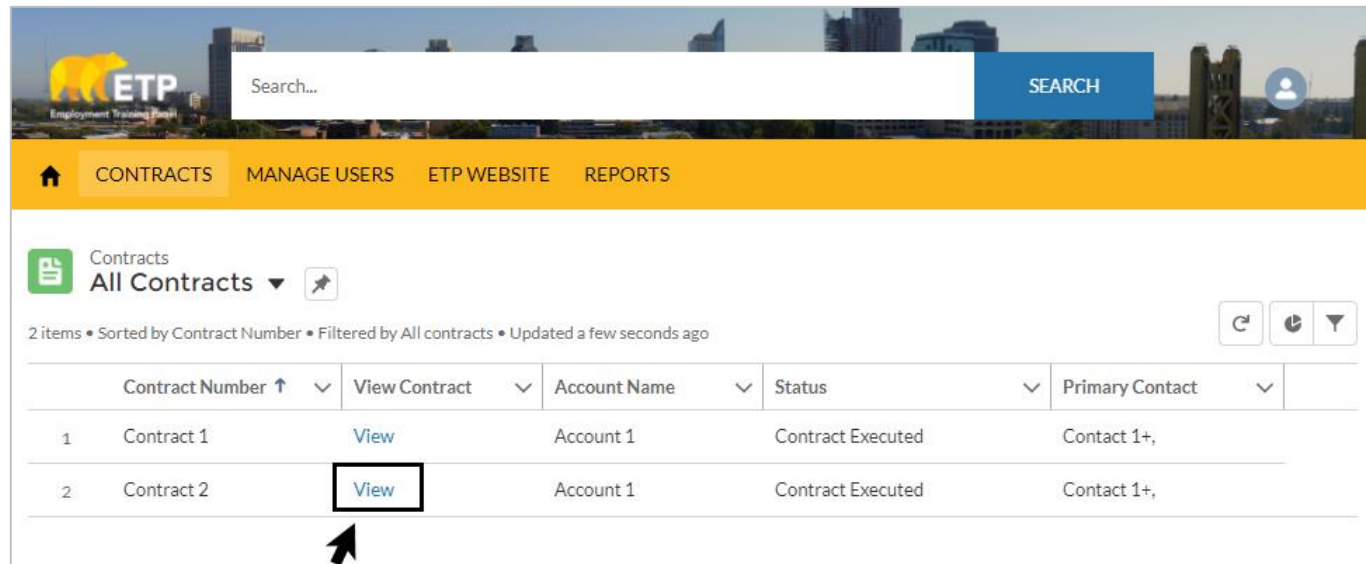 ETP
Employment Training Panel
Search...
SEARCH
CONTRACTS MANAGE USERS ETP WEBSITE REPORTS
Contracts
All Contracts
2 items • Sorted by Contract Number • Filtered by All contracts • Updated a few seconds ago
Contract Number ↑ View Contract Account Name Status Primary Contact
1 Contract 1 View Account 1 Contract Executed Contact 1+,
2 Contract 2 View Account 1 Contract Executed Contact 1+,